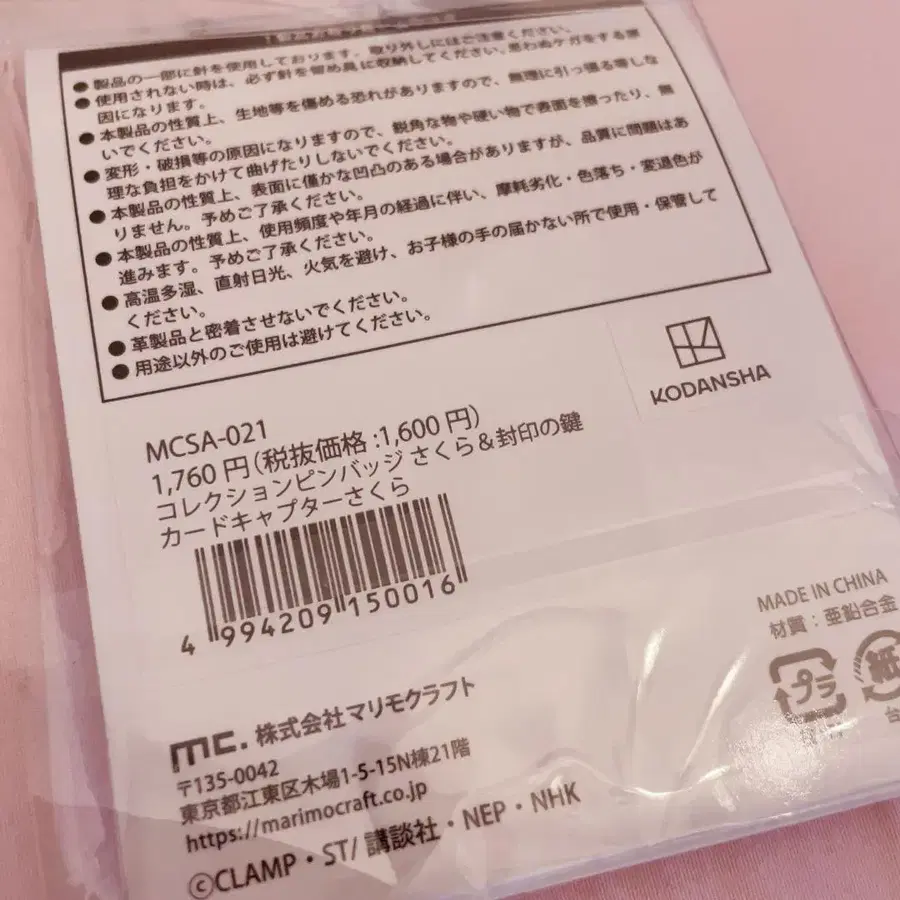 ●製品の一部に針を使用しております。取り外しにはご注意ください。
●使用されない時は、必ず針を留め具に収納してください。思わぬケガをする原
因になります。
●本製品の性質上、生地等を傷める恐れがありますので、無理に引っ張る等しな
いでください。
●変形・破損等の原因になりますので、鋭角な物や硬い物で表面を擦ったり、無
理な負担をかけて曲げたりしないでください。
●本製品の性質上、表面に僅かな凹凸のある場合がありますが、品質に問題はあ
りません。予めご了承ください。
●本製品の性質上、使用頻度や年月の経過に伴い、摩耗劣化・色落ち・変退色が
進みます。予めご了承ください。
●高温多湿、直射日光、火気を避け、お子様の手の届かない所で使用・保管して
ください。
●革製品と密着させないでください。
●用途以外のご使用は避けてください。
KODANSHA
MCSA-021
1,760円(税抜価格:1,600円)
コレクションピンバッジ さくら&封印の鍵
カードキャプターさくら
4 994209 150016
MADE IN CHINA
材質：亜鉛合金
プラ
紙
台
mc. 株式会社マリモクラフト
〒135-0042
東京都江東区木場1-5-15N棟21階
https://marimocraft.co.jp
©CLAMP・ST/講談社・NEP・NHK